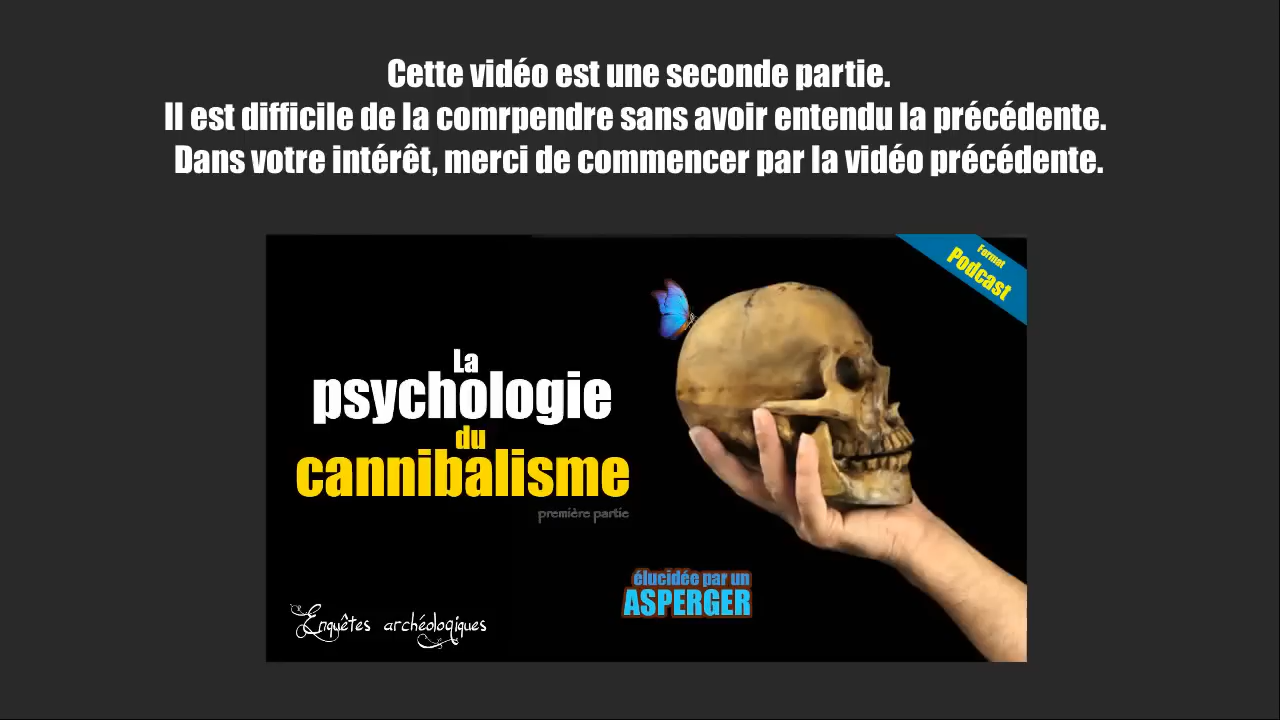 Cette vidéo est une seconde partie.
Il est difficile de la comrpendre sans avoir entendu la précédente.
Dans votre intérêt, merci de commencer par la vidéo précédente.
Format
Podcast
La
psychologie
du
cannibalisme
première partie
élucidée par un
ASPERGER
Enquêtes archéologiques